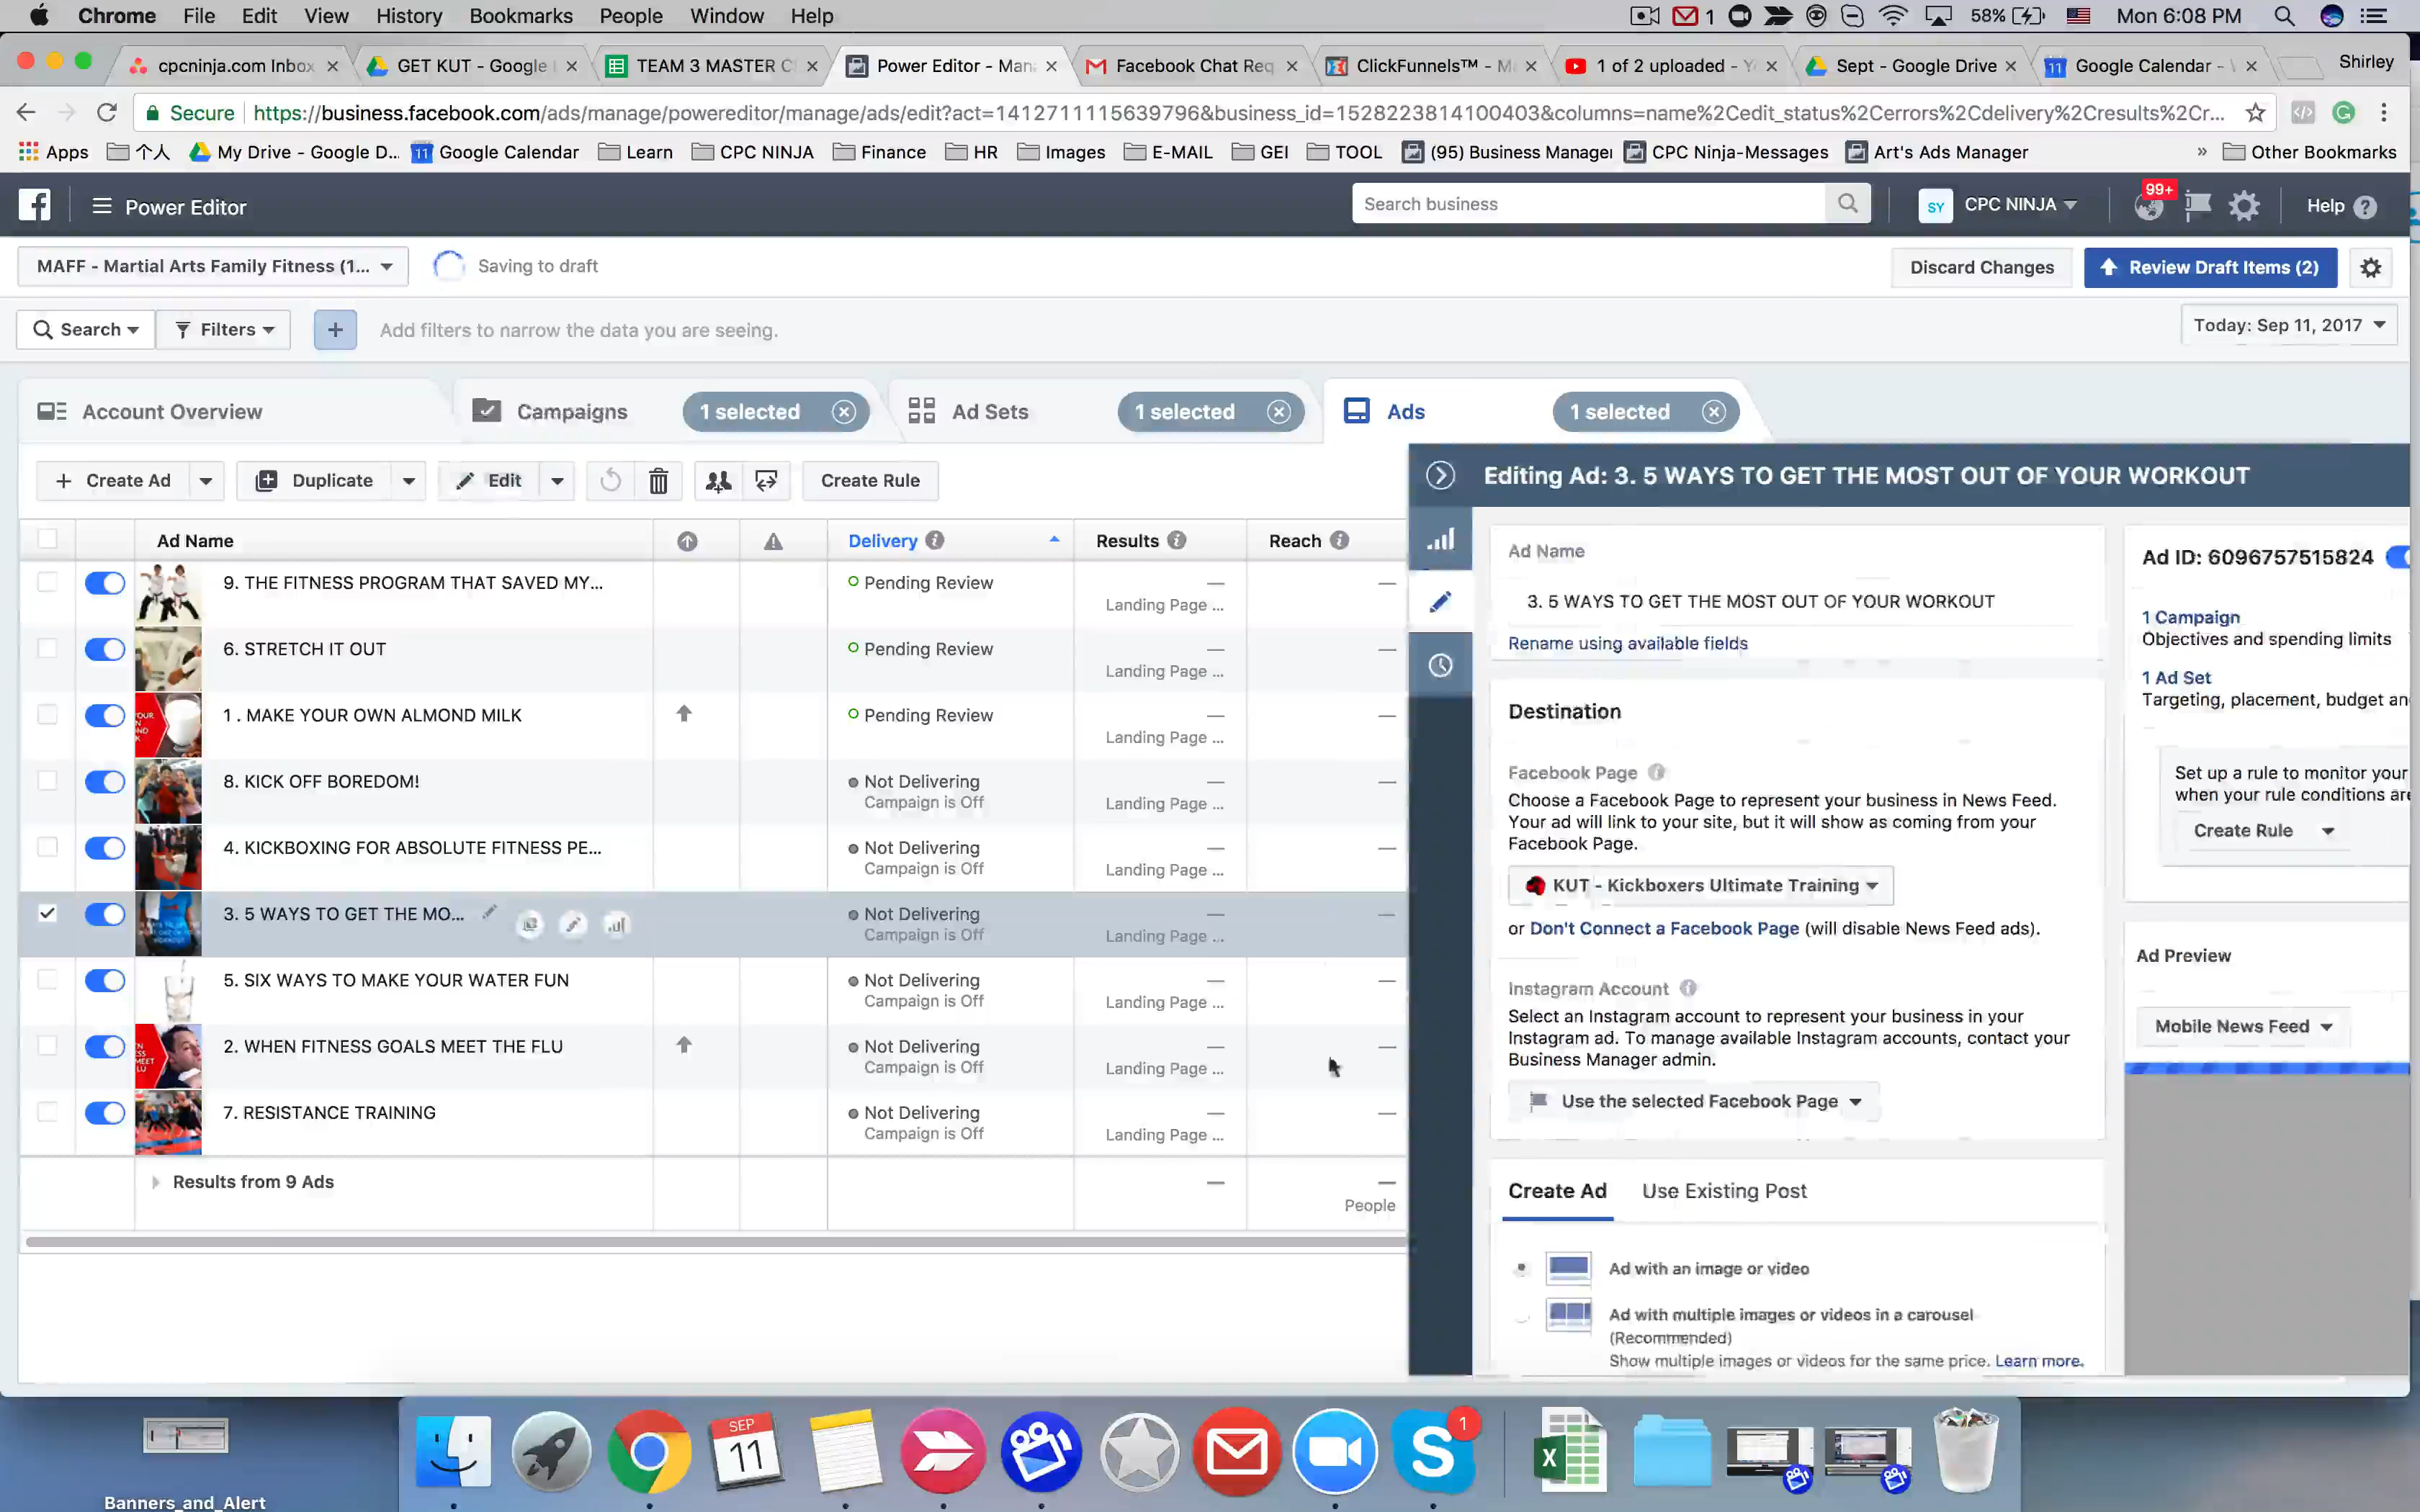 Chrome File Edit View History Bookmarks People Window Help 1 58% Mon 6:08 PM
cpcninja.com Inbox GET KUT - Google TEAM 3 MASTER C Power Editor - Man Facebook Chat Req ClickFunnels™ - M 1 of 2 uploaded - Y Sept - Google Drive 11 Google Calendar - Shirley
Secure https://business.facebook.com/ads/manage/powereditor/manage/ads/edit?act=1412711115639796&business_id=1528223814100403&columns=name%2Cedit_status%2Cerrors%2Cdelivery%2Cresults%2Cr...
Apps 个人 My Drive - Google D... 11 Google Calendar Learn CPC NINJA Finance HR Images E-MAIL GEI TOOL (95) Business Manager CPC Ninja-Messages Art's Ads Manager » Other Bookmarks
Power Editor Search business SY CPC NINJA 99+ Help
MAFF - Martial Arts Family Fitness (1... Saving to draft Discard Changes Review Draft Items (2)
Search Filters + Add filters to narrow the data you are seeing. Today: Sep 11, 2017
Account Overview Campaigns 1 selected Ad Sets 1 selected Ads 1 selected
+ Create Ad Duplicate Edit Create Rule
Ad Name Delivery Results Reach
9. THE FITNESS PROGRAM THAT SAVED MY... Pending Review —  —
Landing Page ...
6. STRETCH IT OUT Pending Review — —
Landing Page ...
1 . MAKE YOUR OWN ALMOND MILK Pending Review — —
Landing Page ...
8. KICK OFF BOREDOM! Not Delivering — —
Campaign is Off Landing Page ...
4. KICKBOXING FOR ABSOLUTE FITNESS PE... Not Delivering — —
Campaign is Off Landing Page ...
3. 5 WAYS TO GET THE MO... Not Delivering — —
Campaign is Off Landing Page ...
5. SIX WAYS TO MAKE YOUR WATER FUN Not Delivering — —
Campaign is Off Landing Page ...
2. WHEN FITNESS GOALS MEET THE FLU Not Delivering — —
Campaign is Off Landing Page ...
7. RESISTANCE TRAINING Not Delivering — —
Campaign is Off Landing Page ...
Results from 9 Ads — —
People
Editing Ad: 3. 5 WAYS TO GET THE MOST OUT OF YOUR WORKOUT
Ad Name
3. 5 WAYS TO GET THE MOST OUT OF YOUR WORKOUT
Rename using available fields
Destination
Facebook Page
Choose a Facebook Page to represent your business in News Feed.
Your ad will link to your site, but it will show as coming from your
Facebook Page.
KUT - Kickboxers Ultimate Training
or Don't Connect a Facebook Page (will disable News Feed ads).
Instagram Account
Select an Instagram account to represent your business in your
Instagram ad. To manage available Instagram accounts, contact your
Business Manager admin.
Use the selected Facebook Page
Create Ad Use Existing Post
Ad with an image or video
Ad with multiple images or videos in a carousel
(Recommended)
Show multiple images or videos for the same price. Learn more.
Ad ID: 6096757515824
1 Campaign
Objectives and spending limits
1 Ad Set
Targeting, placement, budget an
Set up a rule to monitor your
when your rule conditions are
Create Rule
Ad Preview
Mobile News Feed
SEP
11
1
Banners_and_Alert